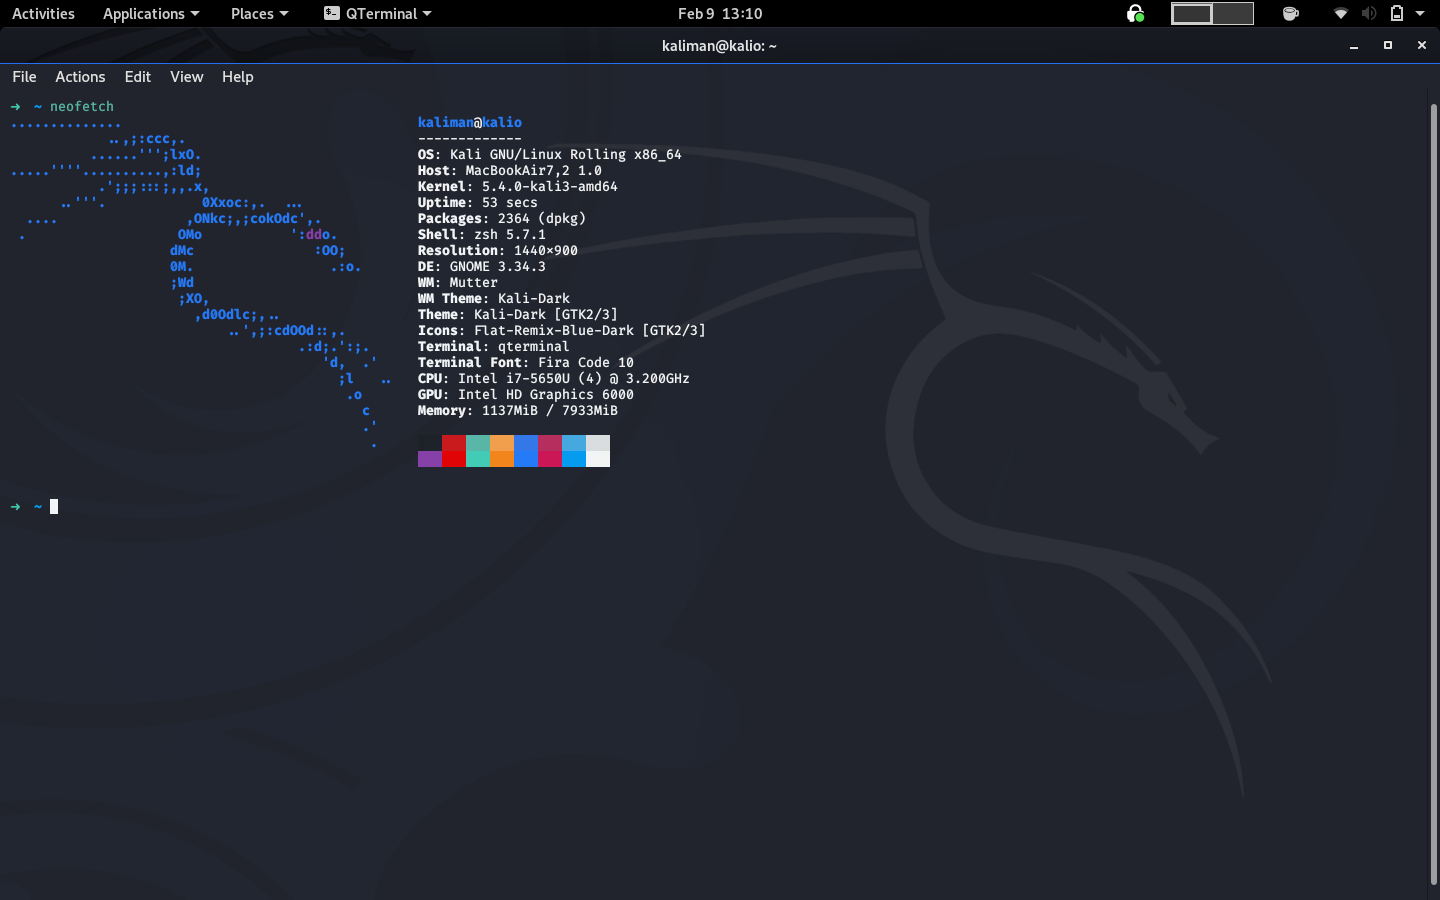 Activities Applications Places QTerminal Feb 9 13:10
kaliman@kalio: ~
File Actions Edit View Help
➜ ~ neofetch
..............
..,;:ccc,.
......''';lxO.
.....''''..........,:ld;
.';;;:::;,,.x,
..'''. 0Xxoc:,. ...
.... ,ONkc;,;cokOdc',.
. OMo ':ddo.
dMc :OO;
0M. .:o.
;Wd
;XO,
,d0Odlc;,..
..',;:cdOOd::,.
.:d;.':;.
'd, .'
;l ..
.o
c
.'
.
kaliman@kalio
-------------
OS: Kali GNU/Linux Rolling x86_64
Host: MacBookAir7,2 1.0
Kernel: 5.4.0-kali3-amd64
Uptime: 53 secs
Packages: 2364 (dpkg)
Shell: zsh 5.7.1
Resolution: 1440×900
DE: GNOME 3.34.3
WM: Mutter
WM Theme: Kali-Dark
Theme: Kali-Dark [GTK2/3]
Icons: Flat-Remix-Blue-Dark [GTK2/3]
Terminal: qterminal
Terminal Font: Fira Code 10
CPU: Intel i7-5650U (4) @ 3.200GHz
GPU: Intel HD Graphics 6000
Memory: 1137MiB / 7933MiB
➜ ~